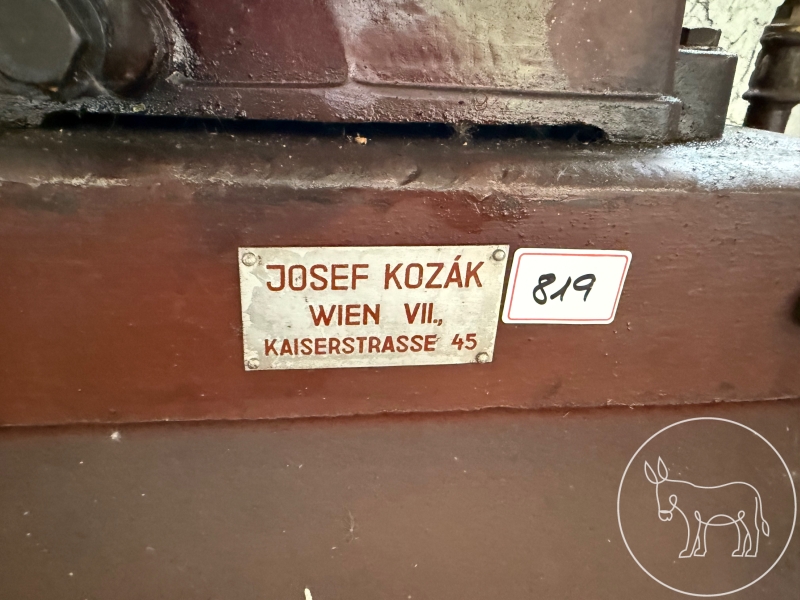 JOSEF KOZÁK
WIEN VII.,
KAISERSTRASSE 45
819